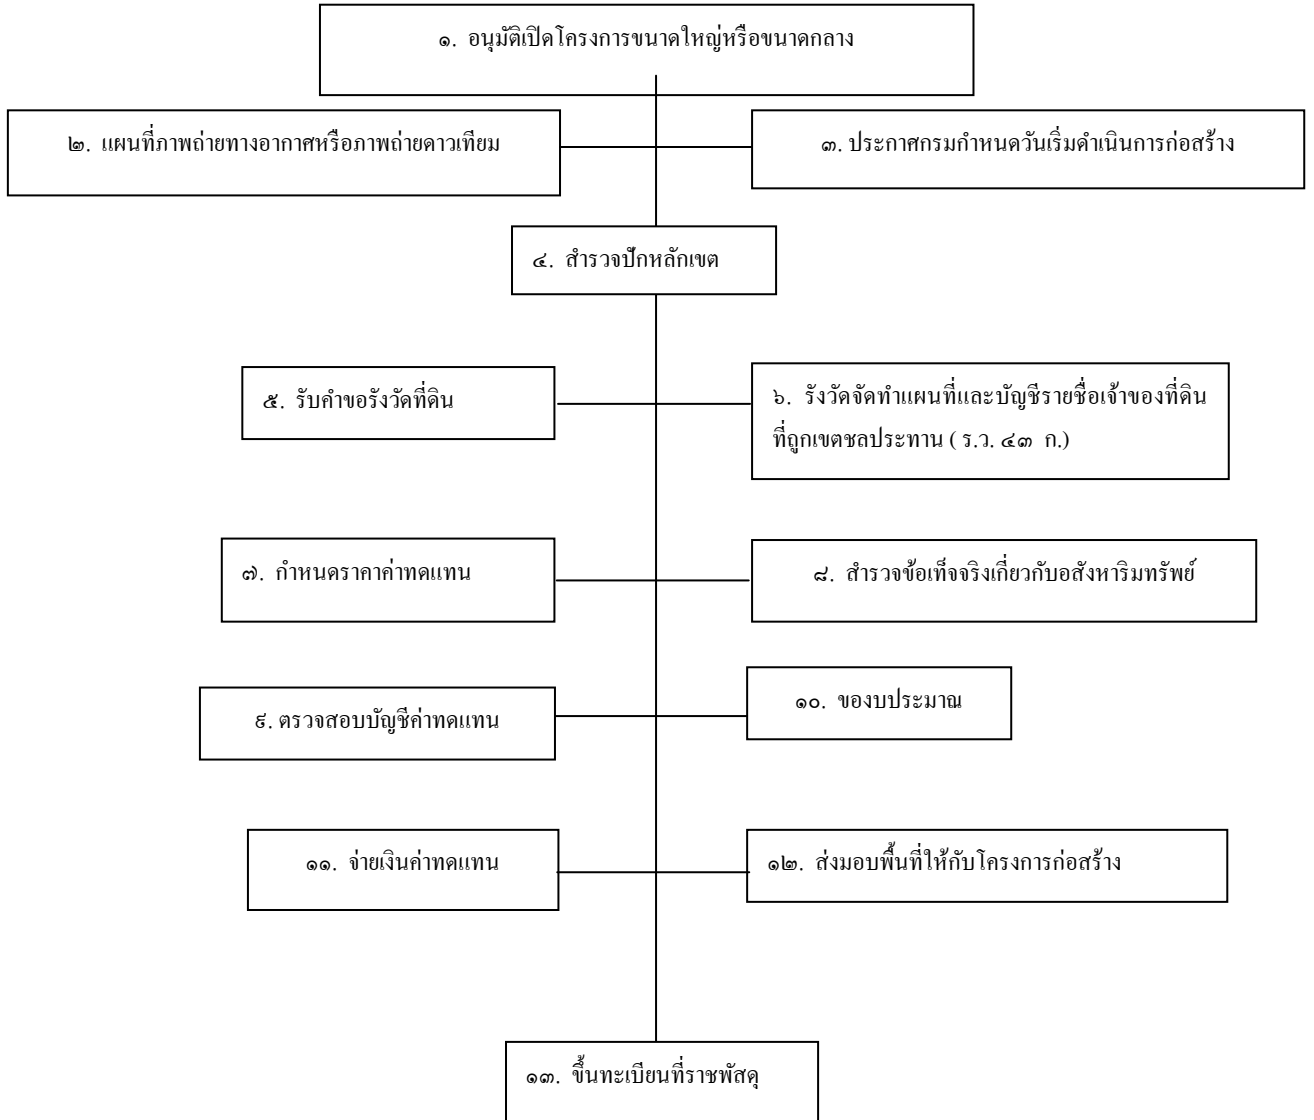 ๑. อนุมัติเปิดโครงการขนาดใหญ่หรือขนาดกลาง
๒. แผนที่ภาพถ่ายทางอากาศหรือภาพถ่ายดาวเทียม
๓. ประกาศกรมกำหนดวันเริ่มดำเนินการก่อสร้าง
๔. สำรวจปักหลักเขต
๕. รับคำขอรังวัดที่ดิน
๖. รังวัดจัดทำแผนที่และบัญชีรายชื่อเจ้าของที่ดิน
ที่ถูกเขตชลประทาน ( ร.ว. ๔๓ ก.)
๗. กำหนดราคาค่าทดแทน
๘. สำรวจข้อเท็จจริงเกี่ยวกับอสังหาริมทรัพย์
๙. ตรวจสอบบัญชีค่าทดแทน
๑๐. ของบประมาณ
๑๑. จ่ายเงินค่าทดแทน
๑๒. ส่งมอบพื้นที่ให้กับโครงการก่อสร้าง
๑๓. ขึ้นทะเบียนที่ราชพัสดุ